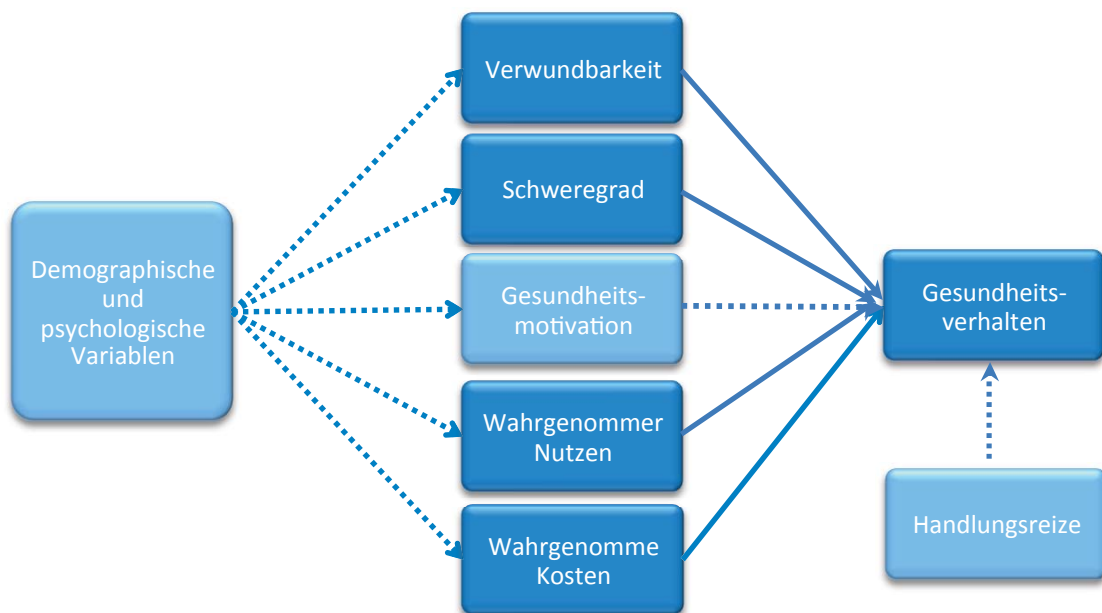 Verwundbarkeit
Schweregrad
Demographische
und
psychologische
Variablen
Gesundheits-
motivation
Gesundheits-
verhalten
Wahrgenommer
Nutzen
Wahrgenomme
Kosten
Handlungsreize